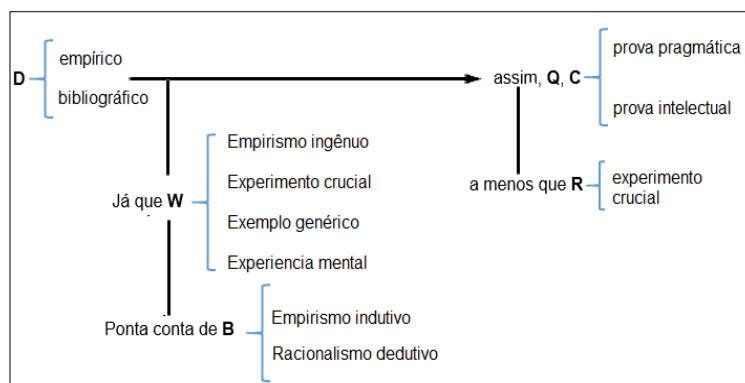 D
empírico
bibliográfico
assim, Q, C
prova pragmática
prova intelectual
Já que W
Empirismo ingênuo
Experimento crucial
Exemplo genérico
Experiencia mental
a menos que R
experimento
crucial
Ponta conta de B
Empirismo indutivo
Racionalismo dedutivo